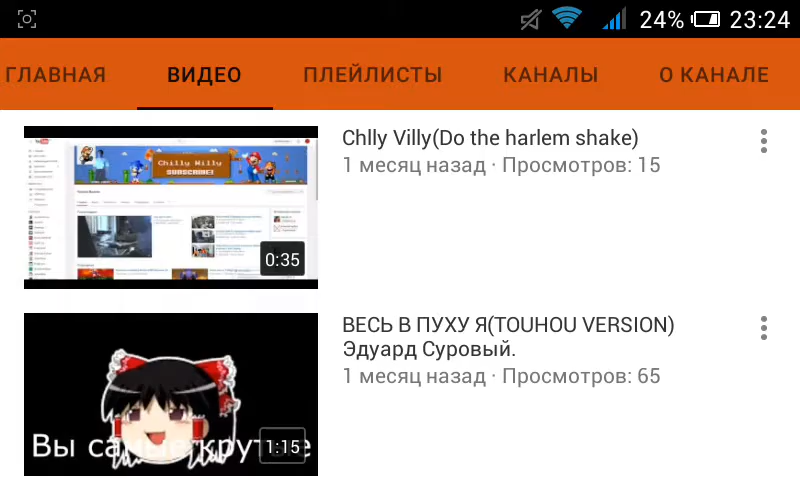 24% 23:24
ГЛАВНАЯ ВИДЕО ПЛЕЙЛИСТЫ КАНАЛЫ О КАНАЛЕ
Chlly Villy(Do the harlem shake)
1 месяц назад · Просмотров: 15
Chilly Willy
SUBSCRIBE!
0:35
ВЕСЬ В ПУХУ Я(TOUHOU VERSION)
Эдуард Суровый.
1 месяц назад · Просмотров: 65
Вы самые крутые
1:15